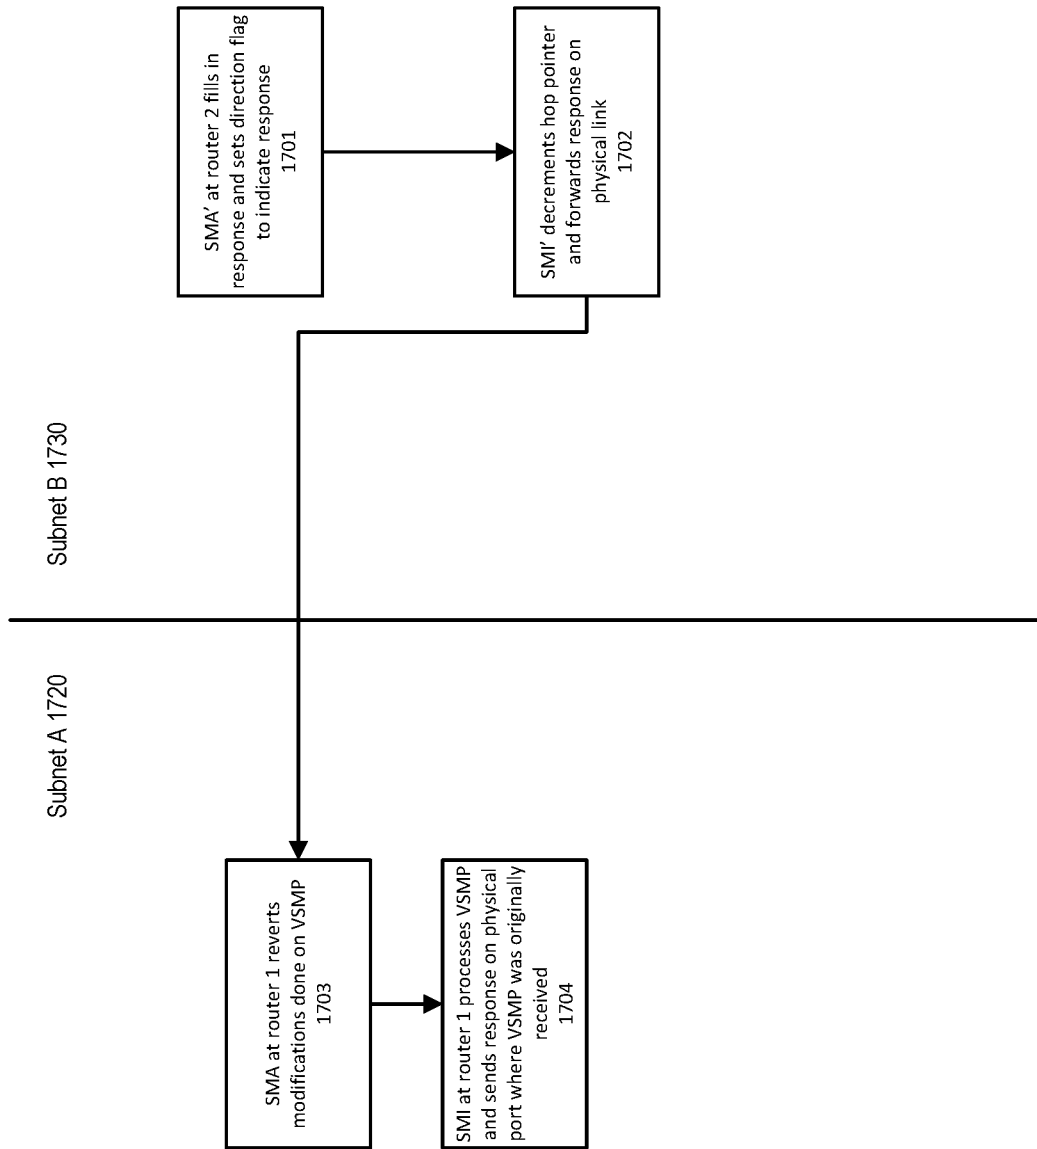 Subnet A 1720
Subnet B 1730
SMA’ at router 2 fills in
response and sets direction flag
to indicate response
1701
SMI’ decrements hop pointer
and forwards response on
physical link
1702
SMA at router 1 reverts
modifications done on VSMP
1703
SMI at router 1 processes VSMP
and sends response on physical
port where VSMP was originally
received
1704